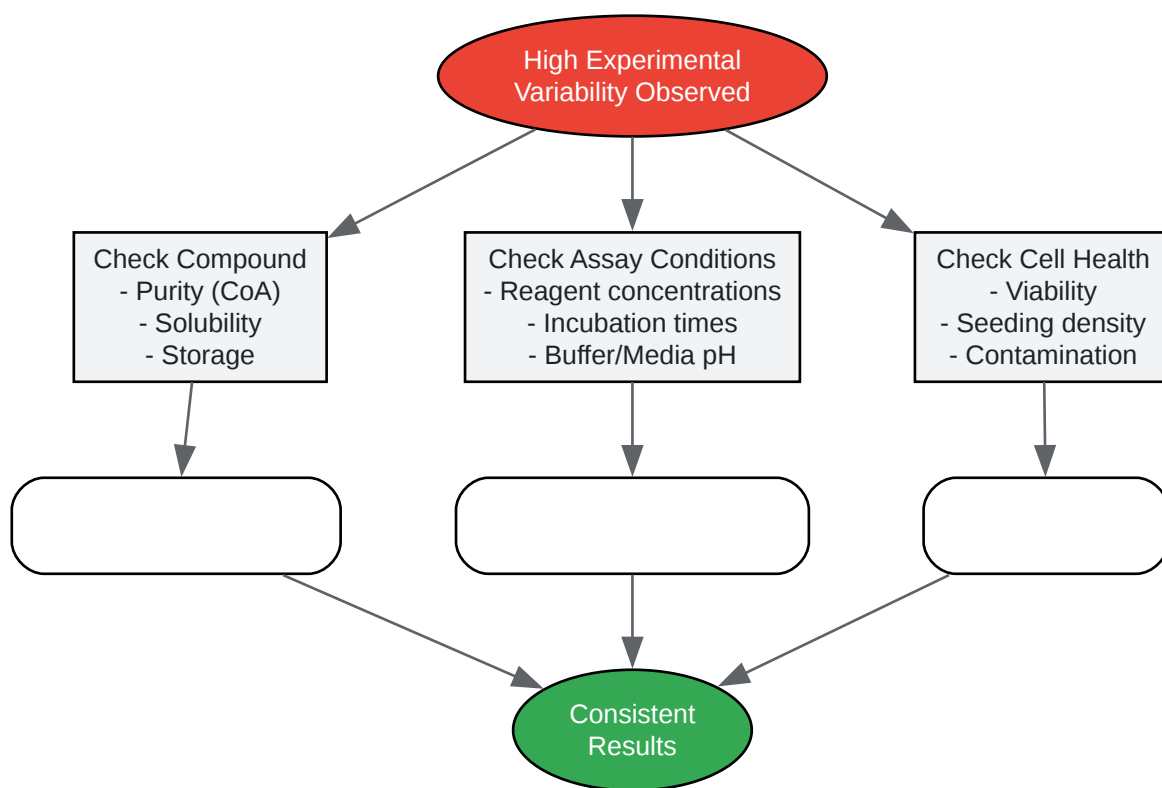 High Experimental
Variability Observed
Check Compound
- Purity (CoA)
- Solubility
- Storage
Check Assay Conditions
- Reagent concentrations
- Incubation times
- Buffer/Media pH
Check Cell Health
- Viability
- Seeding density
- Contamination
Consistent
Results